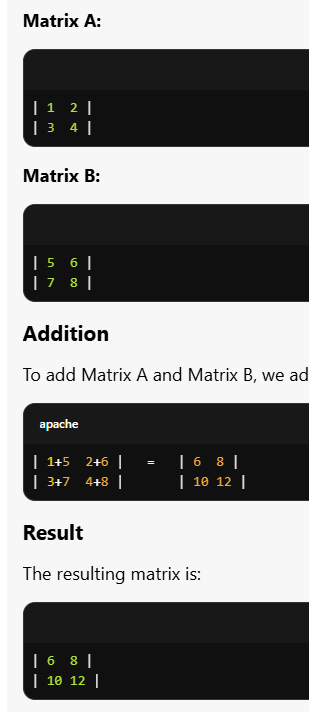 Matrix A:
| 1  2 |
| 3  4 |
Matrix B:
| 5  6 |
| 7  8 |
Addition
To add Matrix A and Matrix B, we ad
apache
| 1+5  2+6 |   =   | 6  8 |
| 3+7  4+8 |       | 10 12 |
Result
The resulting matrix is:
| 6  8 |
| 10 12 |